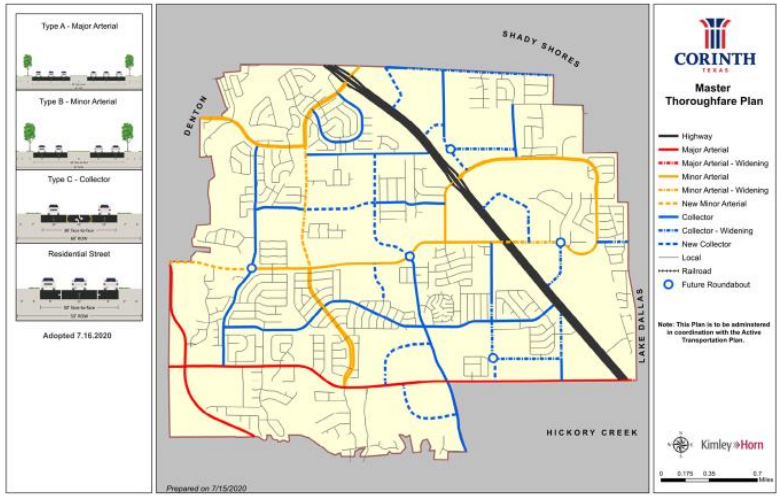 Type A - Major Arterial
Type B - Minor Arterial
Type C - Collector
Residential Street
Adopted 7.16.2020
SHADY SHORES
DENTON
LAKE DALLAS
HICKORY CREEK
Prepared on 7/15/2020
CORINTH
TEXAS
Master
Thoroughfare Plan
Highway
Major Arterial
Major Arterial - Widening
Minor Arterial
Minor Arterial - Widening
New Minor Arterial
Collector
Collector - Widening
New Collector
Local
Railroad
Future Roundabout
Note: This Plan is to be administered
in coordination with the Active
Transportation Plan.
Kimley»Horn
0 0.175 0.35 0.7
Miles